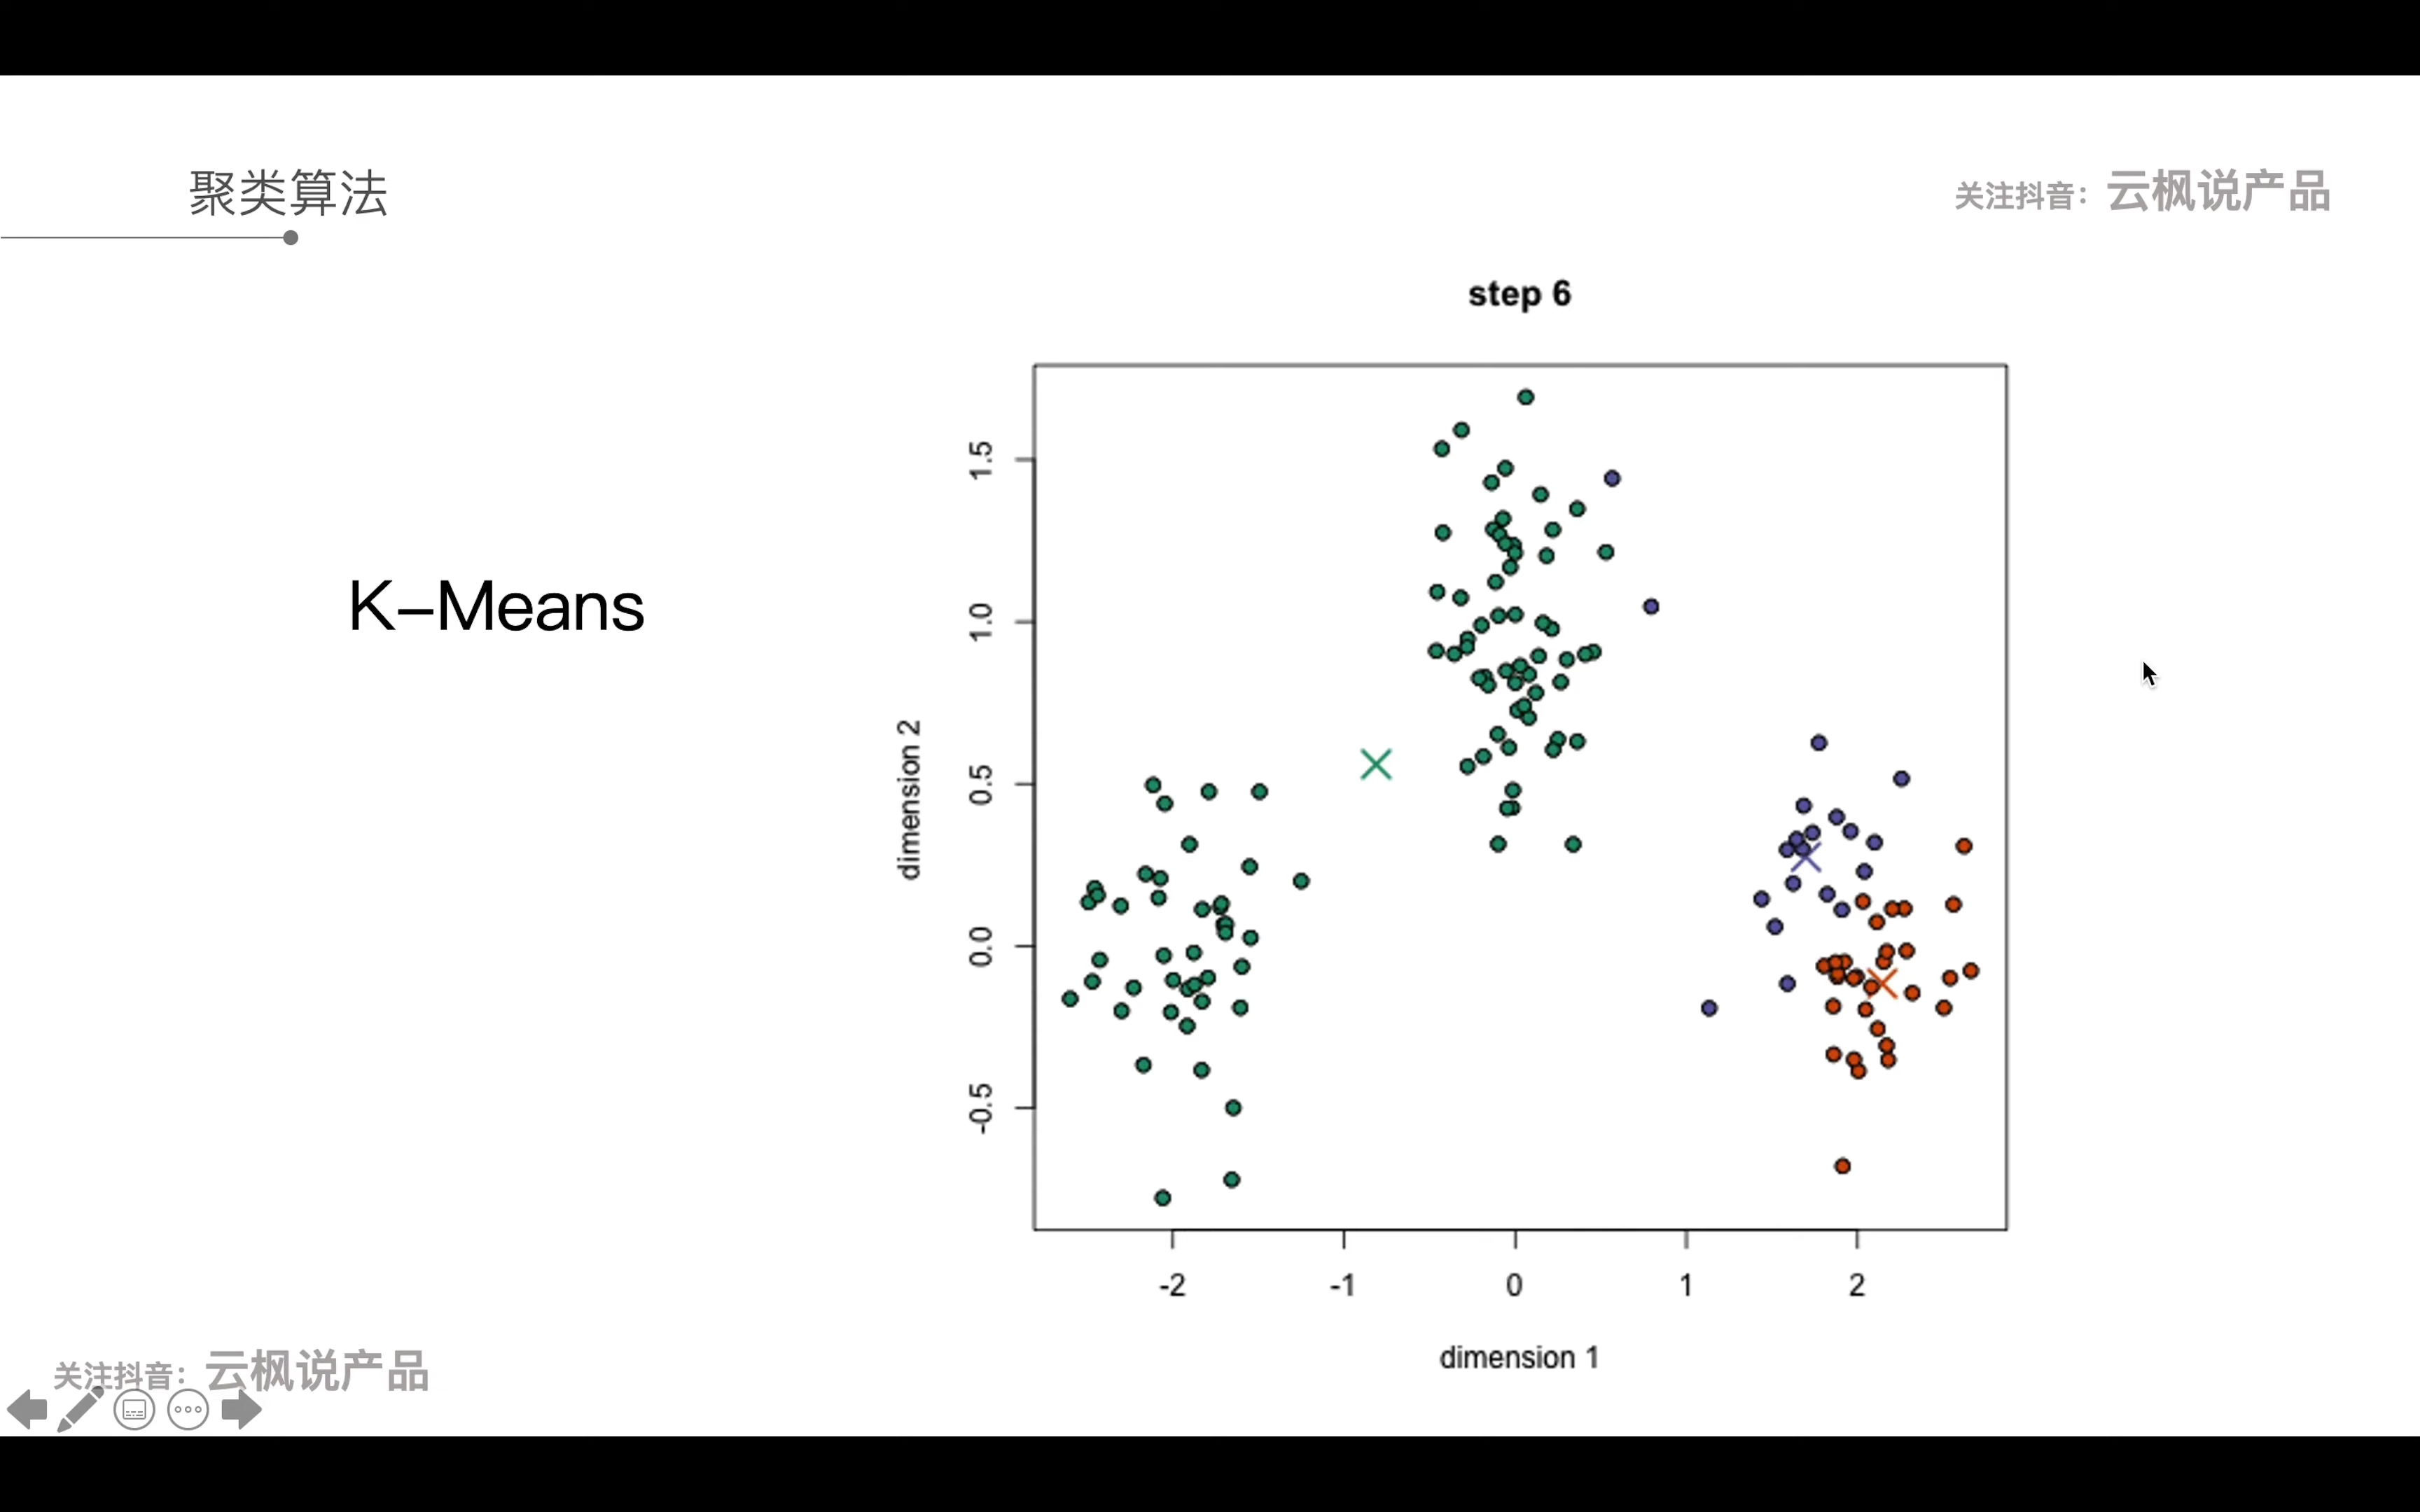 聚类算法
关注抖音：云枫说产品
step 6
K-Means
1.5
1.0
0.5
0.0
-0.5
dimension 2
-2 -1 0 1 2
dimension 1
关注抖音：云枫说产品